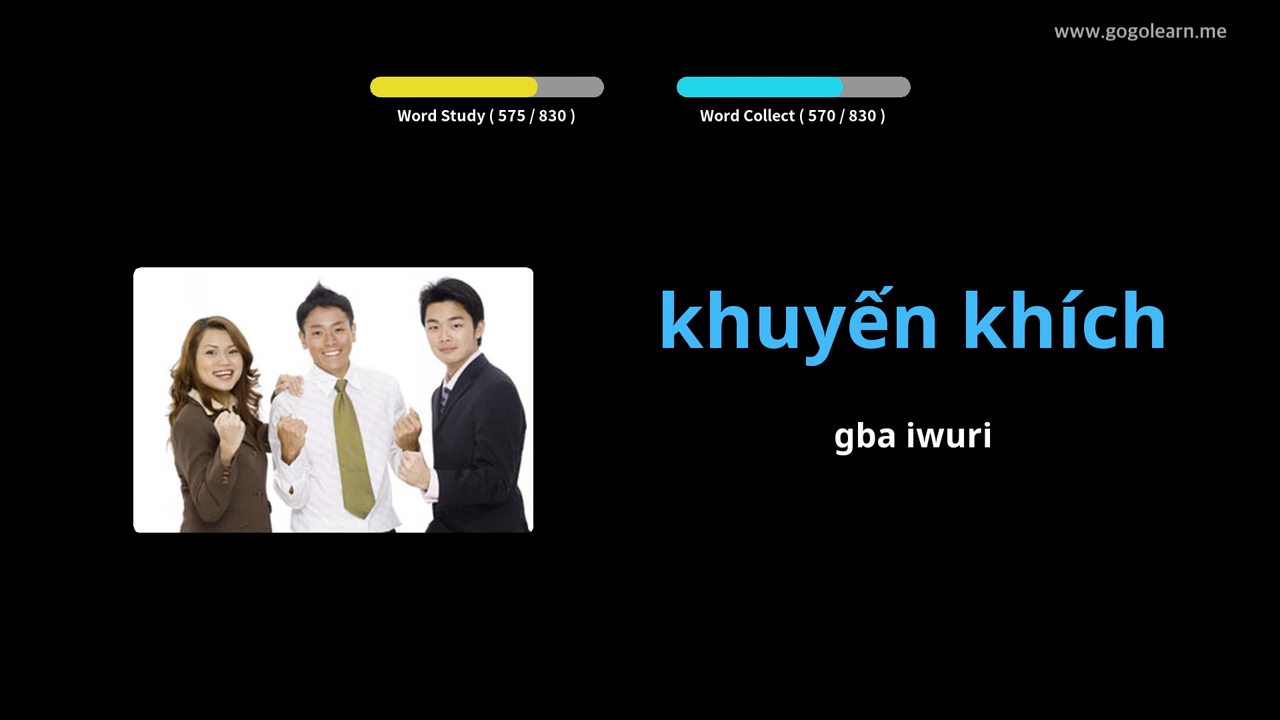 www.gogolearn.me
Word Study ( 575 / 830 )
Word Collect ( 570 / 830 )
khuyến khích
gba iwuri